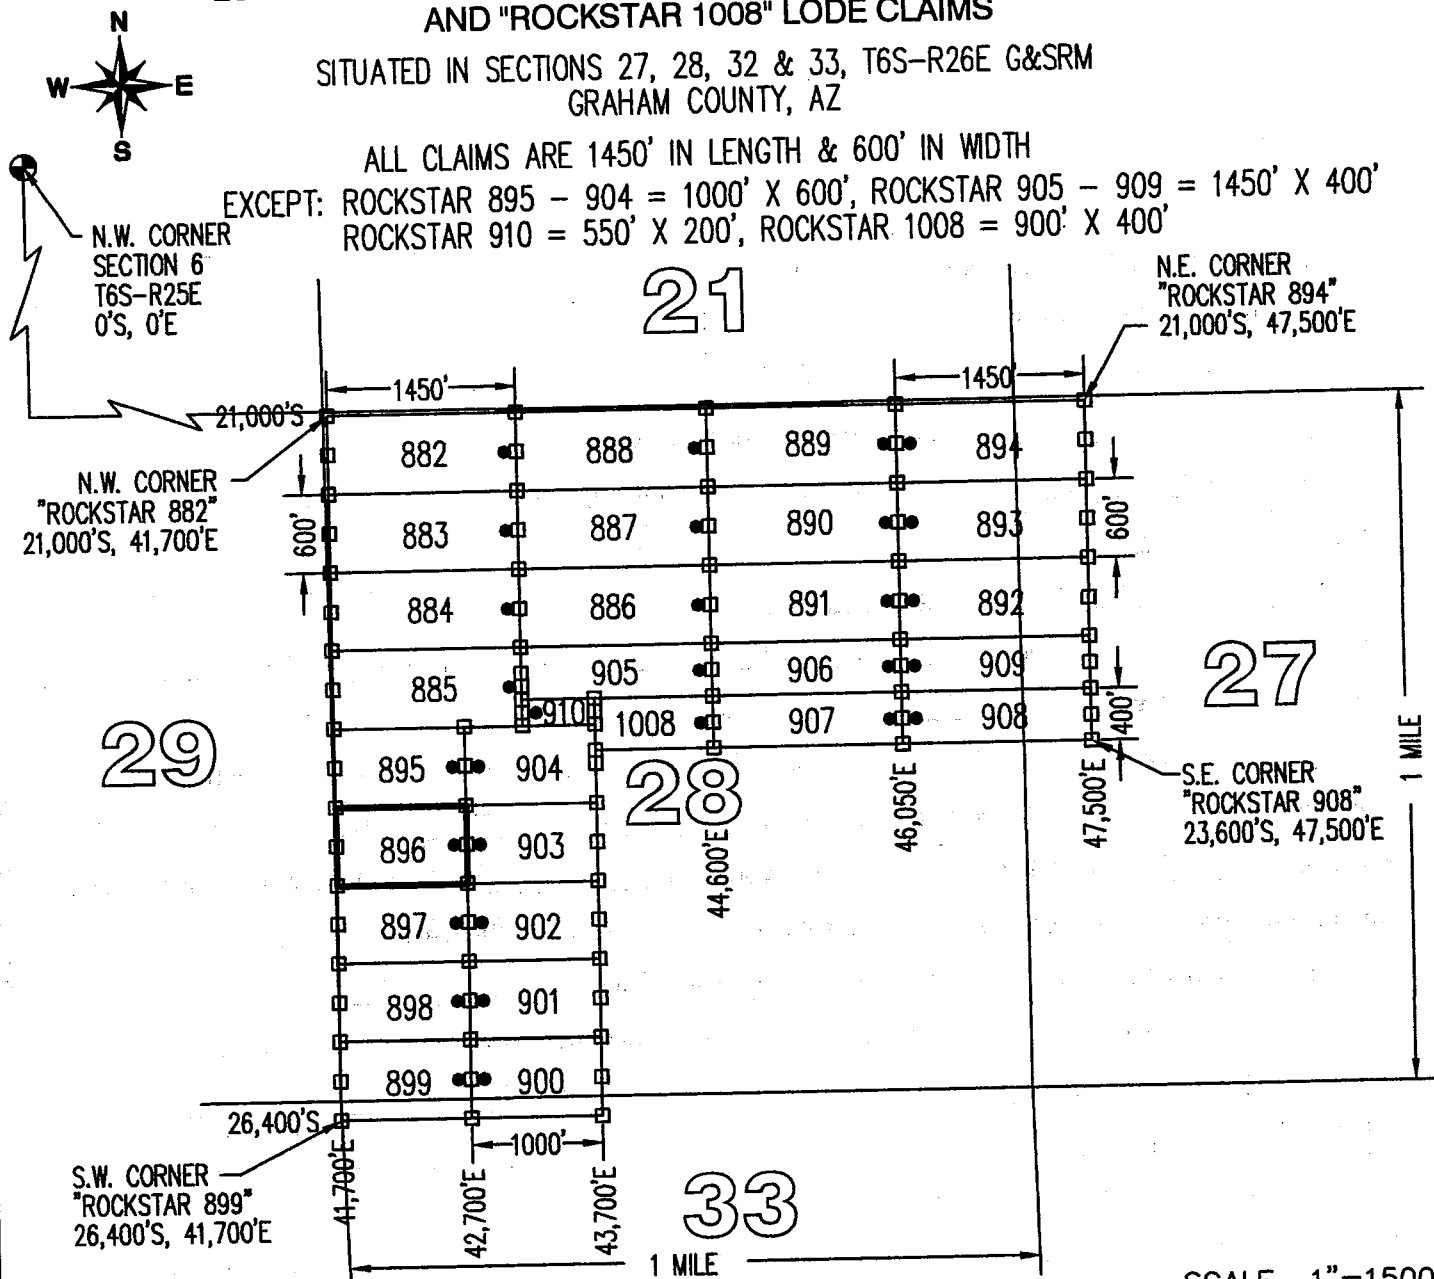 AND "ROCKSTAR 1008" LODE CLAIMS
SITUATED IN SECTIONS 27, 28, 32 & 33, T6S-R26E G&SRM
GRAHAM COUNTY, AZ
ALL CLAIMS ARE 1450' IN LENGTH & 600' IN WIDTH
EXCEPT: ROCKSTAR 895 - 904 = 1000' X 600', ROCKSTAR 905 - 909 = 1450' X 400'
ROCKSTAR 910 = 550' X 200', ROCKSTAR 1008 = 900' X 400'
N
W E
S
N.W. CORNER
SECTION 6
T6S-R25E
0'S, 0'E
21
N.E. CORNER
"ROCKSTAR 894"
21,000'S, 47,500'E
1450' 1450'
21,000'S
N.W. CORNER
"ROCKSTAR 882"
21,000'S, 41,700'E
882 888 889 894
600' 883 887 890 893 600'
884 886 891 892
885 905 906 909
910 1008 907 908 400'
27
29
28
1 MILE
895 904
896 903
897 902
898 901
899 900
44,600'E
46,050'E
47,500'E
S.E. CORNER
"ROCKSTAR 908"
23,600'S, 47,500'E
26,400'S
1000'
S.W. CORNER
"ROCKSTAR 899"
26,400'S, 41,700'E
41,700'E
42,700'E
43,700'E
33
1 MILE
SCALE 1"=1500